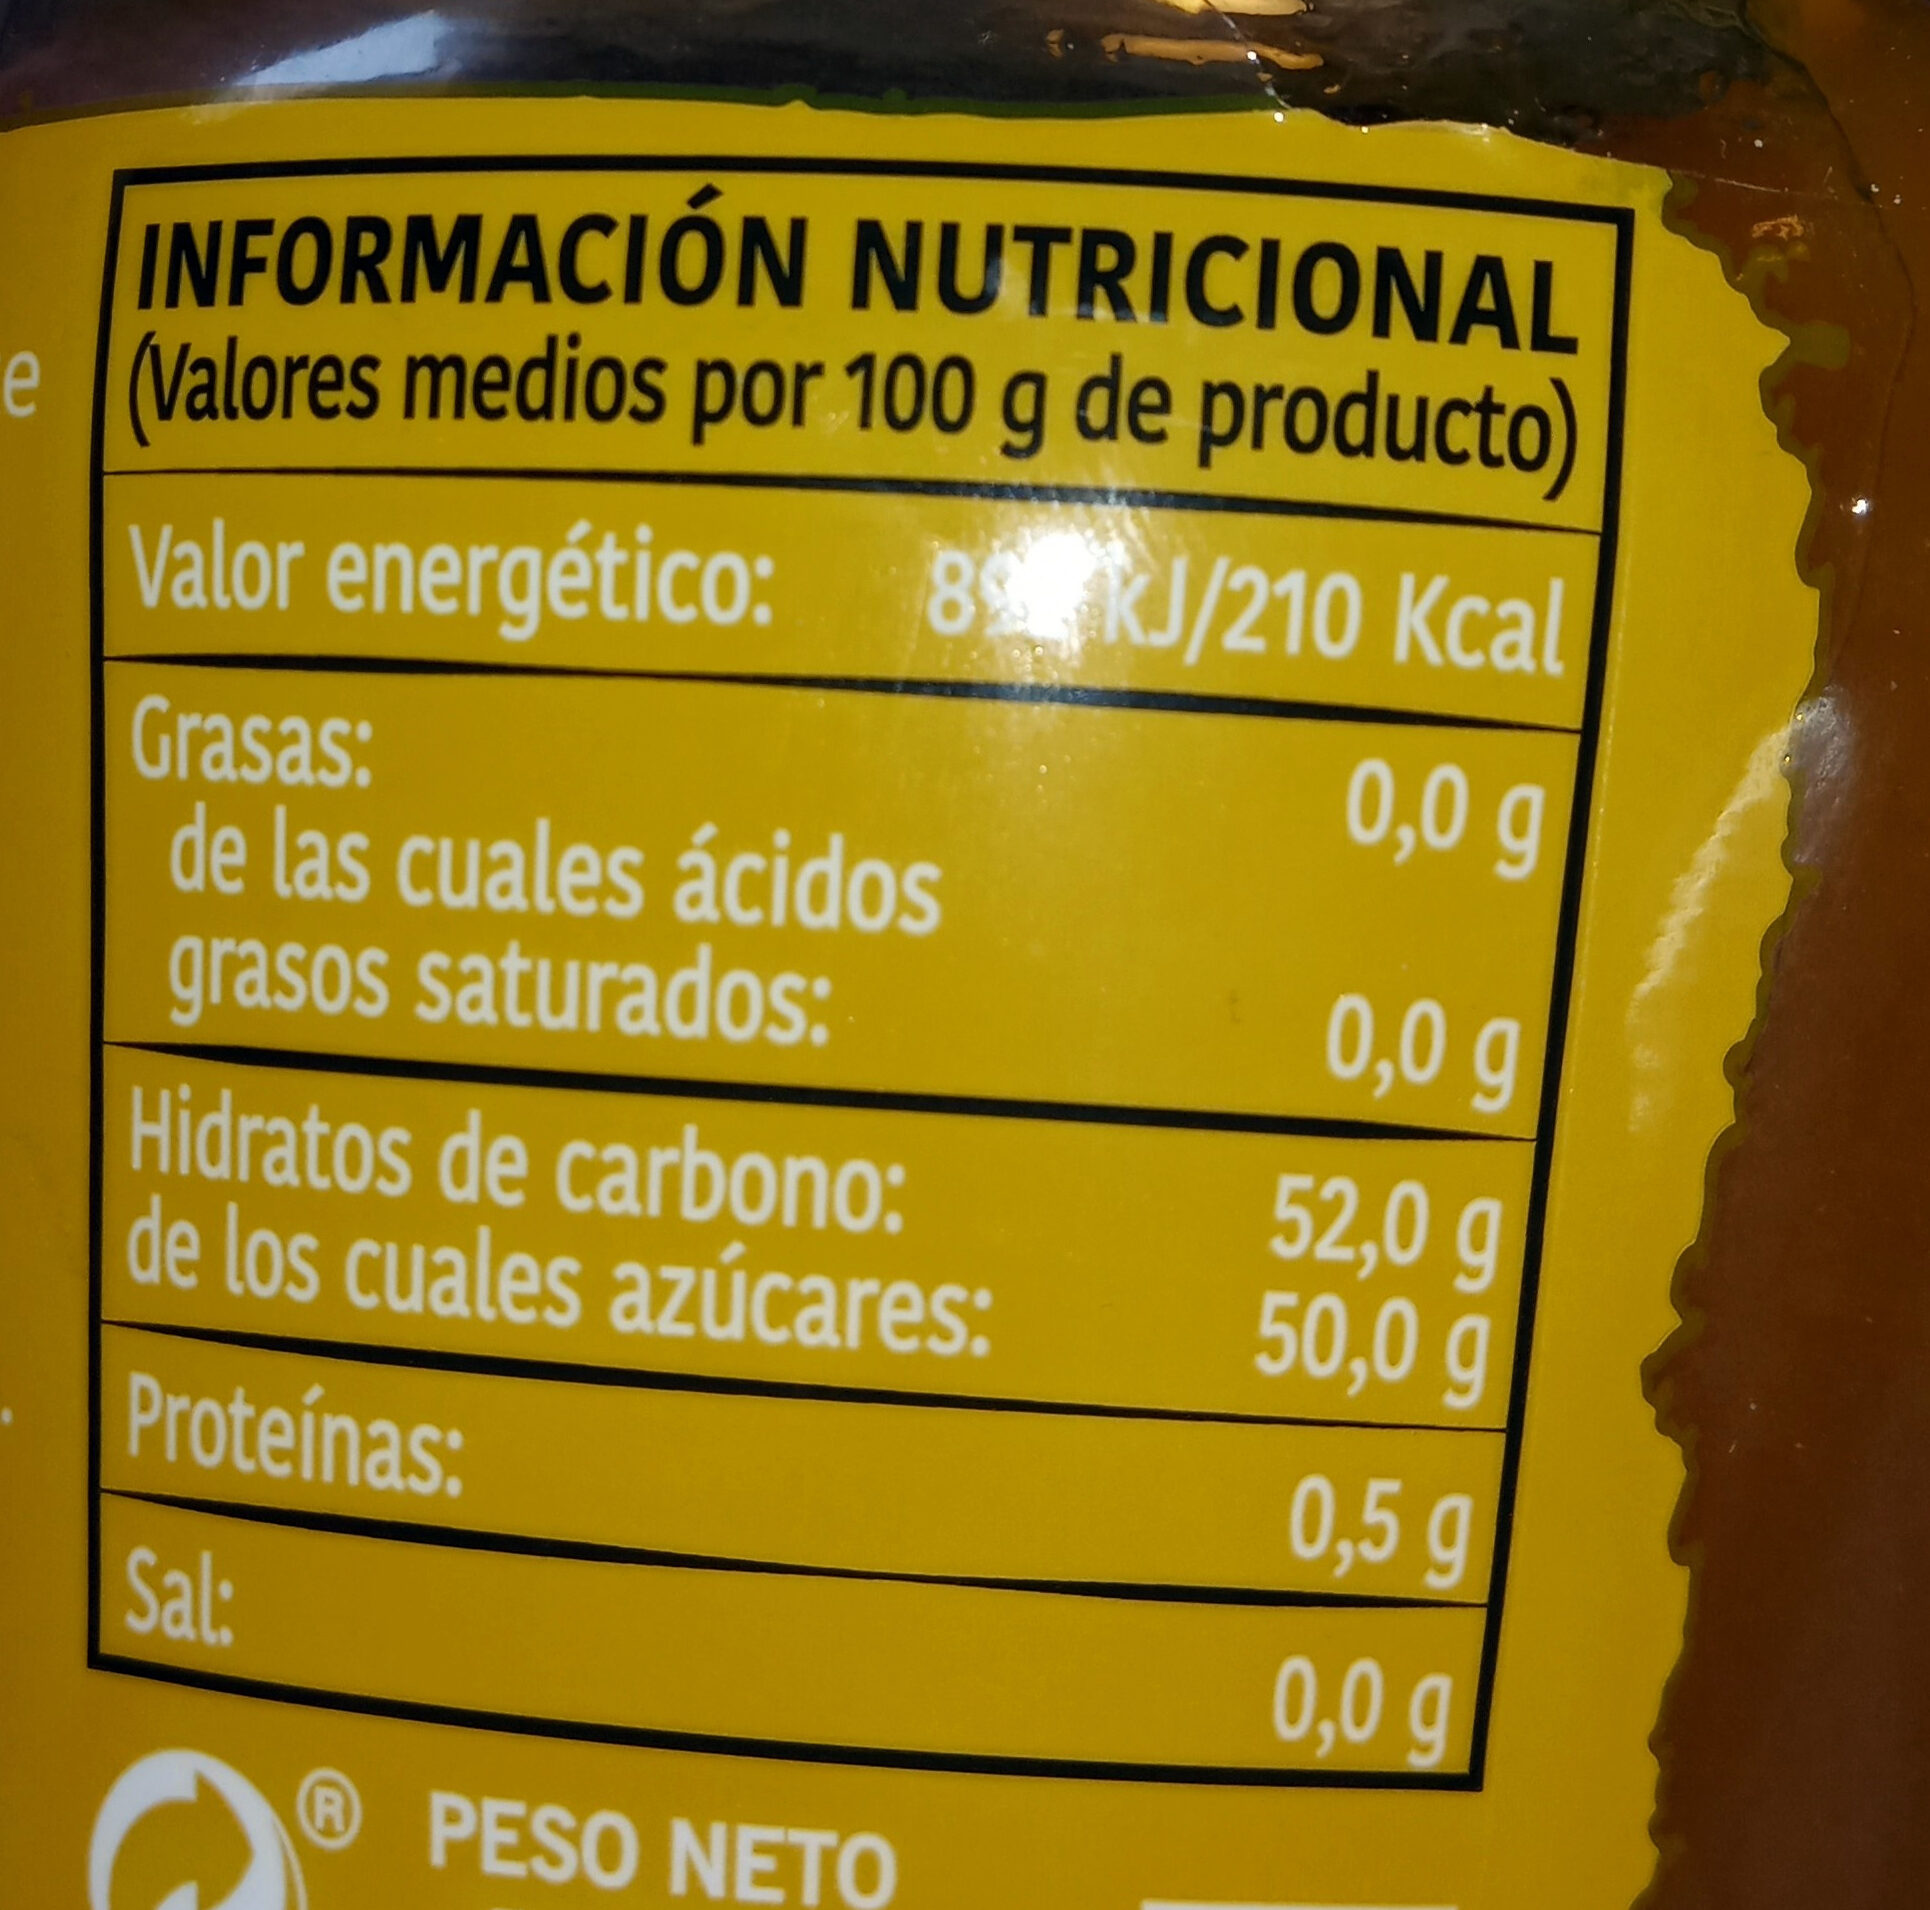 INFORMACIÓN NUTRICIONAL
(Valores medios por 100 g de producto)
Valor energético: kJ/210 Kcal
Grasas: 0,0 g
de las cuales ácidos
grasos saturados: 0,0 g
Hidratos de carbono: 52,0 g
de los cuales azúcares: 50,0 g
Proteínas: 0,5 g
Sal: 0,0 g
® PESO NETO